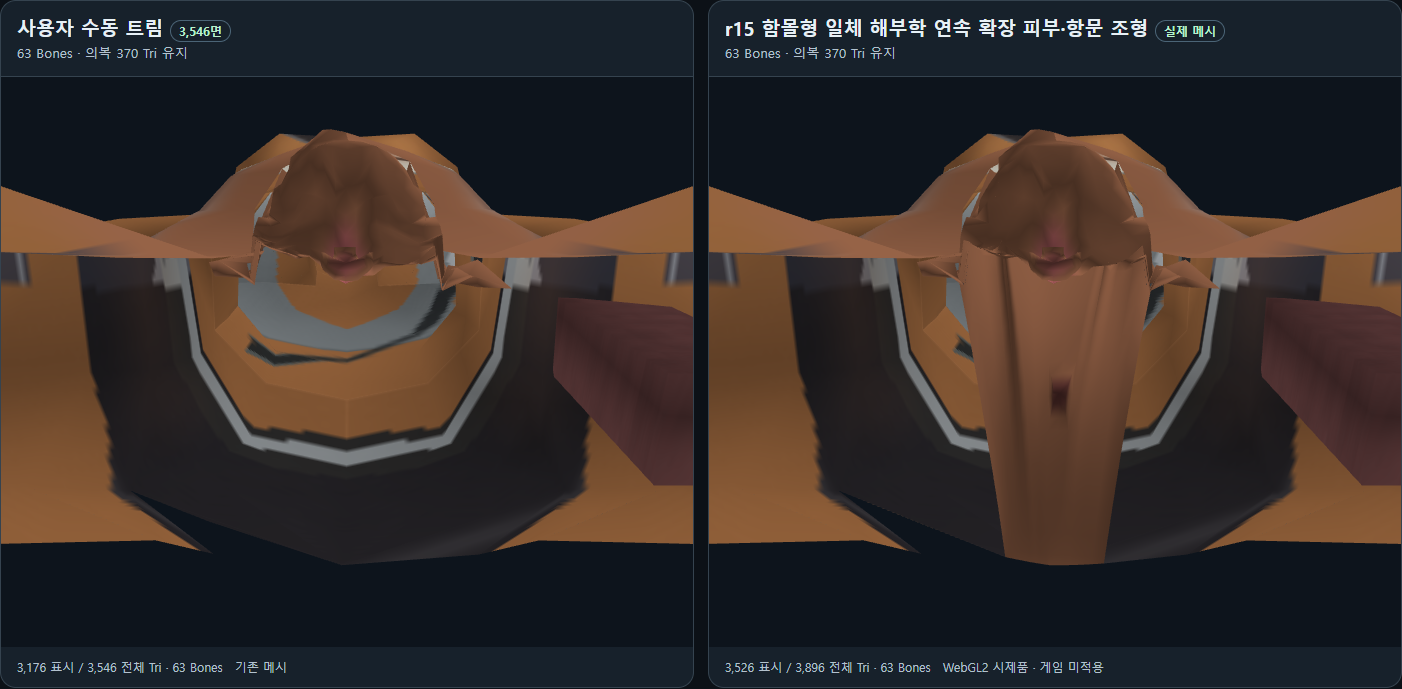 사용자 수동 트림 3,546면
63 Bones · 의복 370 Tri 유지
3,176 표시 / 3,546 전체 Tri · 63 Bones 기존 메시
r15 함몰형 일체 해부학 연속 확장 피부·항문 조형 실제 메시
63 Bones · 의복 370 Tri 유지
3,526 표시 / 3,896 전체 Tri · 63 Bones WebGL2 시제품 · 게임 미적용